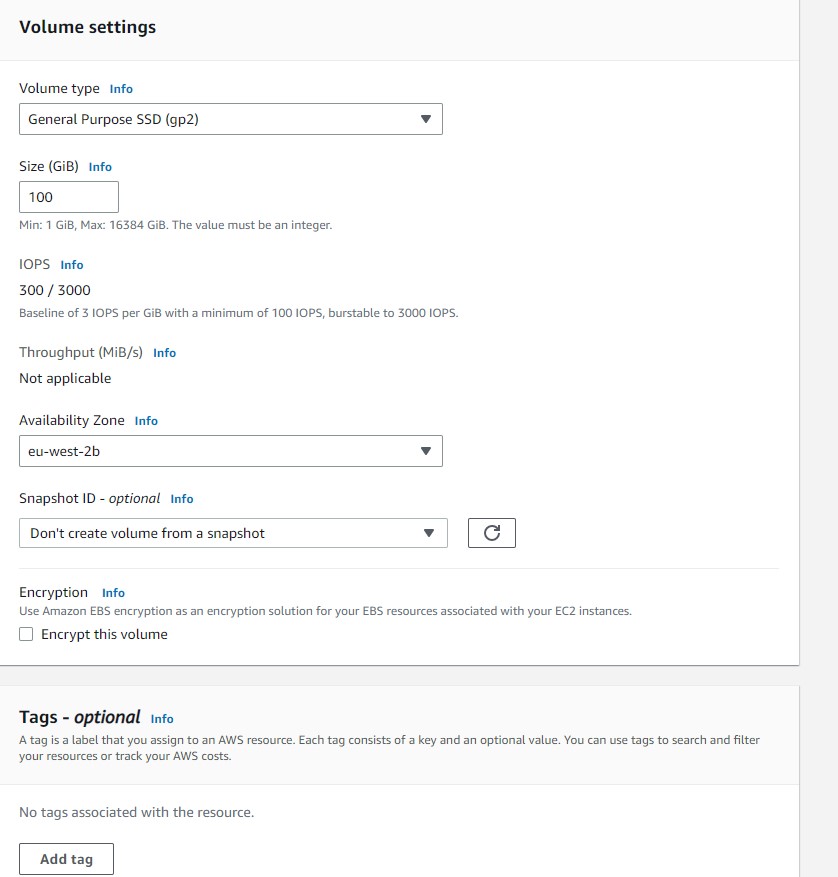 Volume settings
Volume type Info
General Purpose SSD (gp2)
Size (GiB) Info
100
Min: 1 GiB, Max: 16384 GiB. The value must be an integer.
IOPS Info
300 / 3000
Baseline of 3 IOPS per GiB with a minimum of 100 IOPS, burstable to 3000 IOPS.
Throughput (MiB/s) Info
Not applicable
Availability Zone Info
eu-west-2b
Snapshot ID - optional Info
Don't create volume from a snapshot
Encryption Info
Use Amazon EBS encryption as an encryption solution for your EBS resources associated with your EC2 instances.
Encrypt this volume
Tags - optional Info
A tag is a label that you assign to an AWS resource. Each tag consists of a key and an optional value. You can use tags to search and filter
your resources or track your AWS costs.
No tags associated with the resource.
Add tag